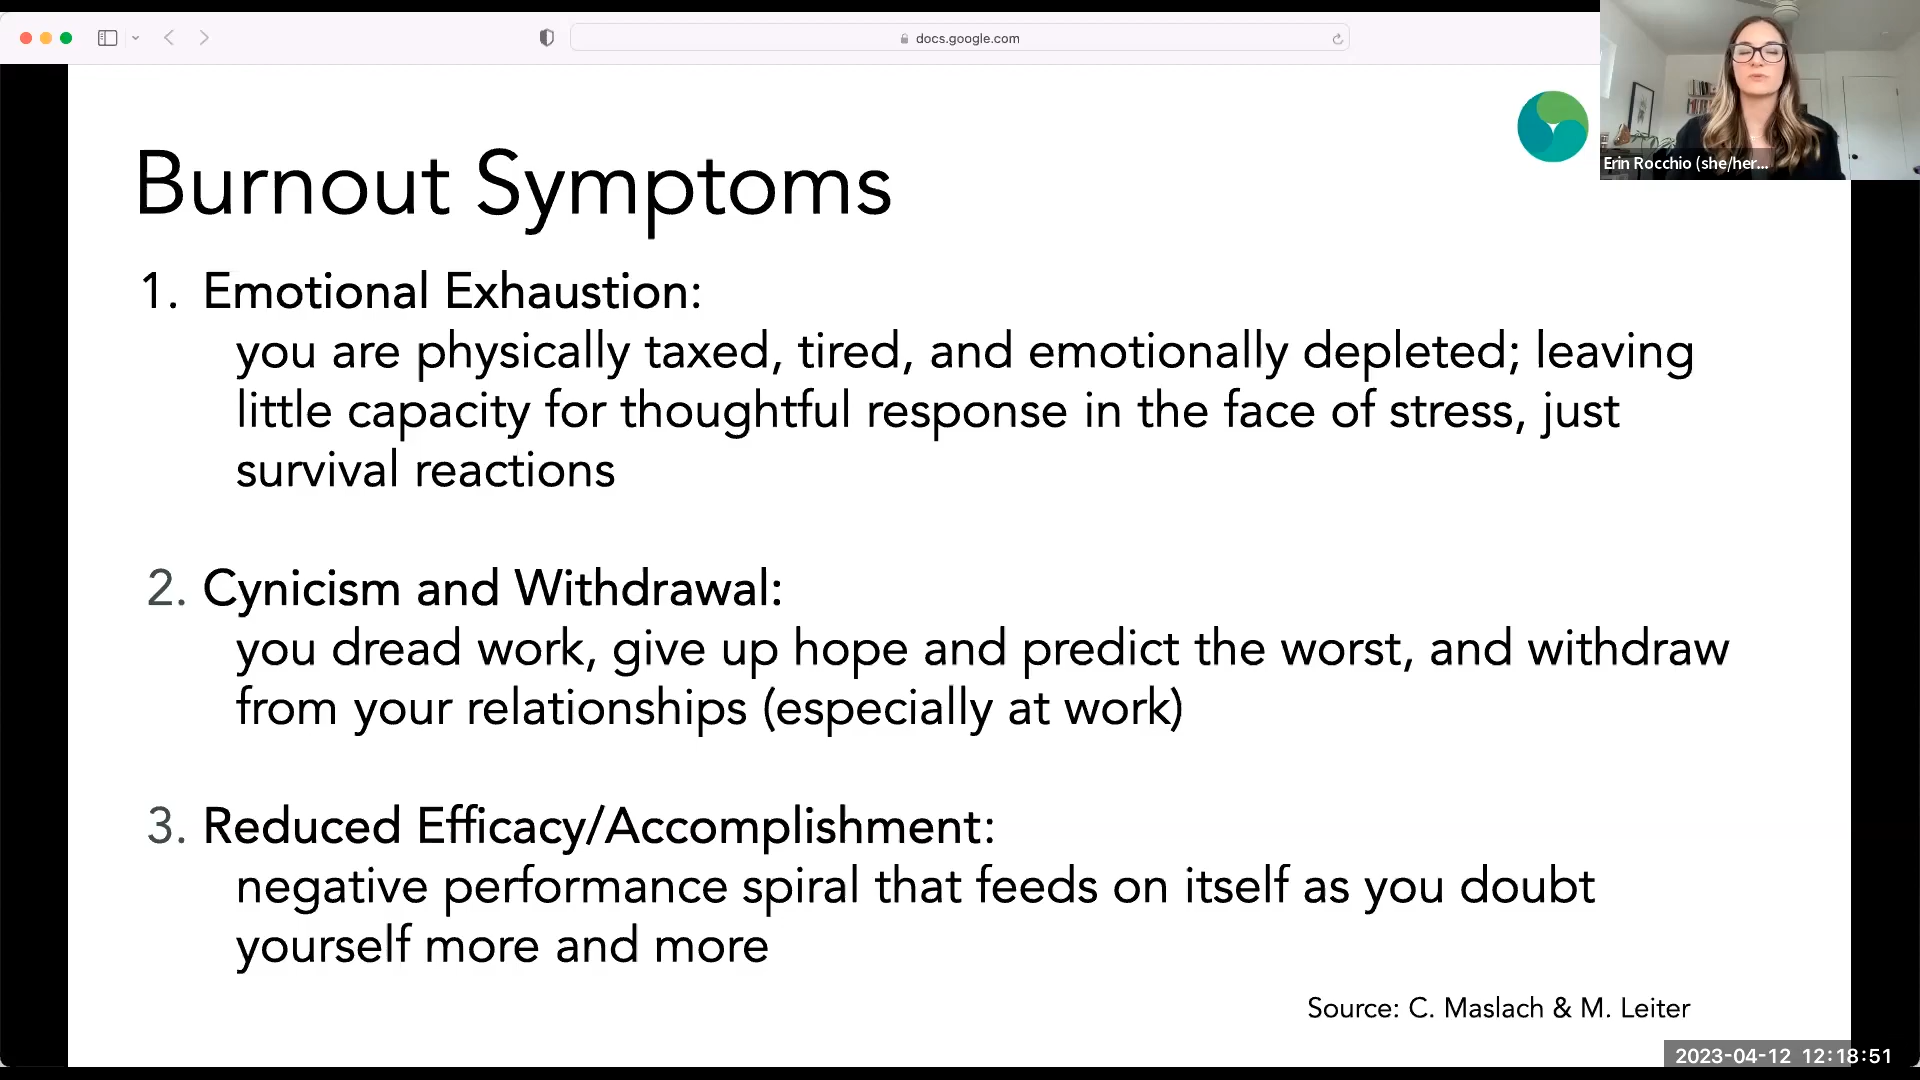 docs.google.com
Erin Rocchio (she/her...
Burnout Symptoms
1. Emotional Exhaustion:
you are physically taxed, tired, and emotionally depleted; leaving
little capacity for thoughtful response in the face of stress, just
survival reactions
2. Cynicism and Withdrawal:
you dread work, give up hope and predict the worst, and withdraw
from your relationships (especially at work)
3. Reduced Efficacy/Accomplishment:
negative performance spiral that feeds on itself as you doubt
yourself more and more
Source: C. Maslach & M. Leiter
2023-04-12 12:18:51